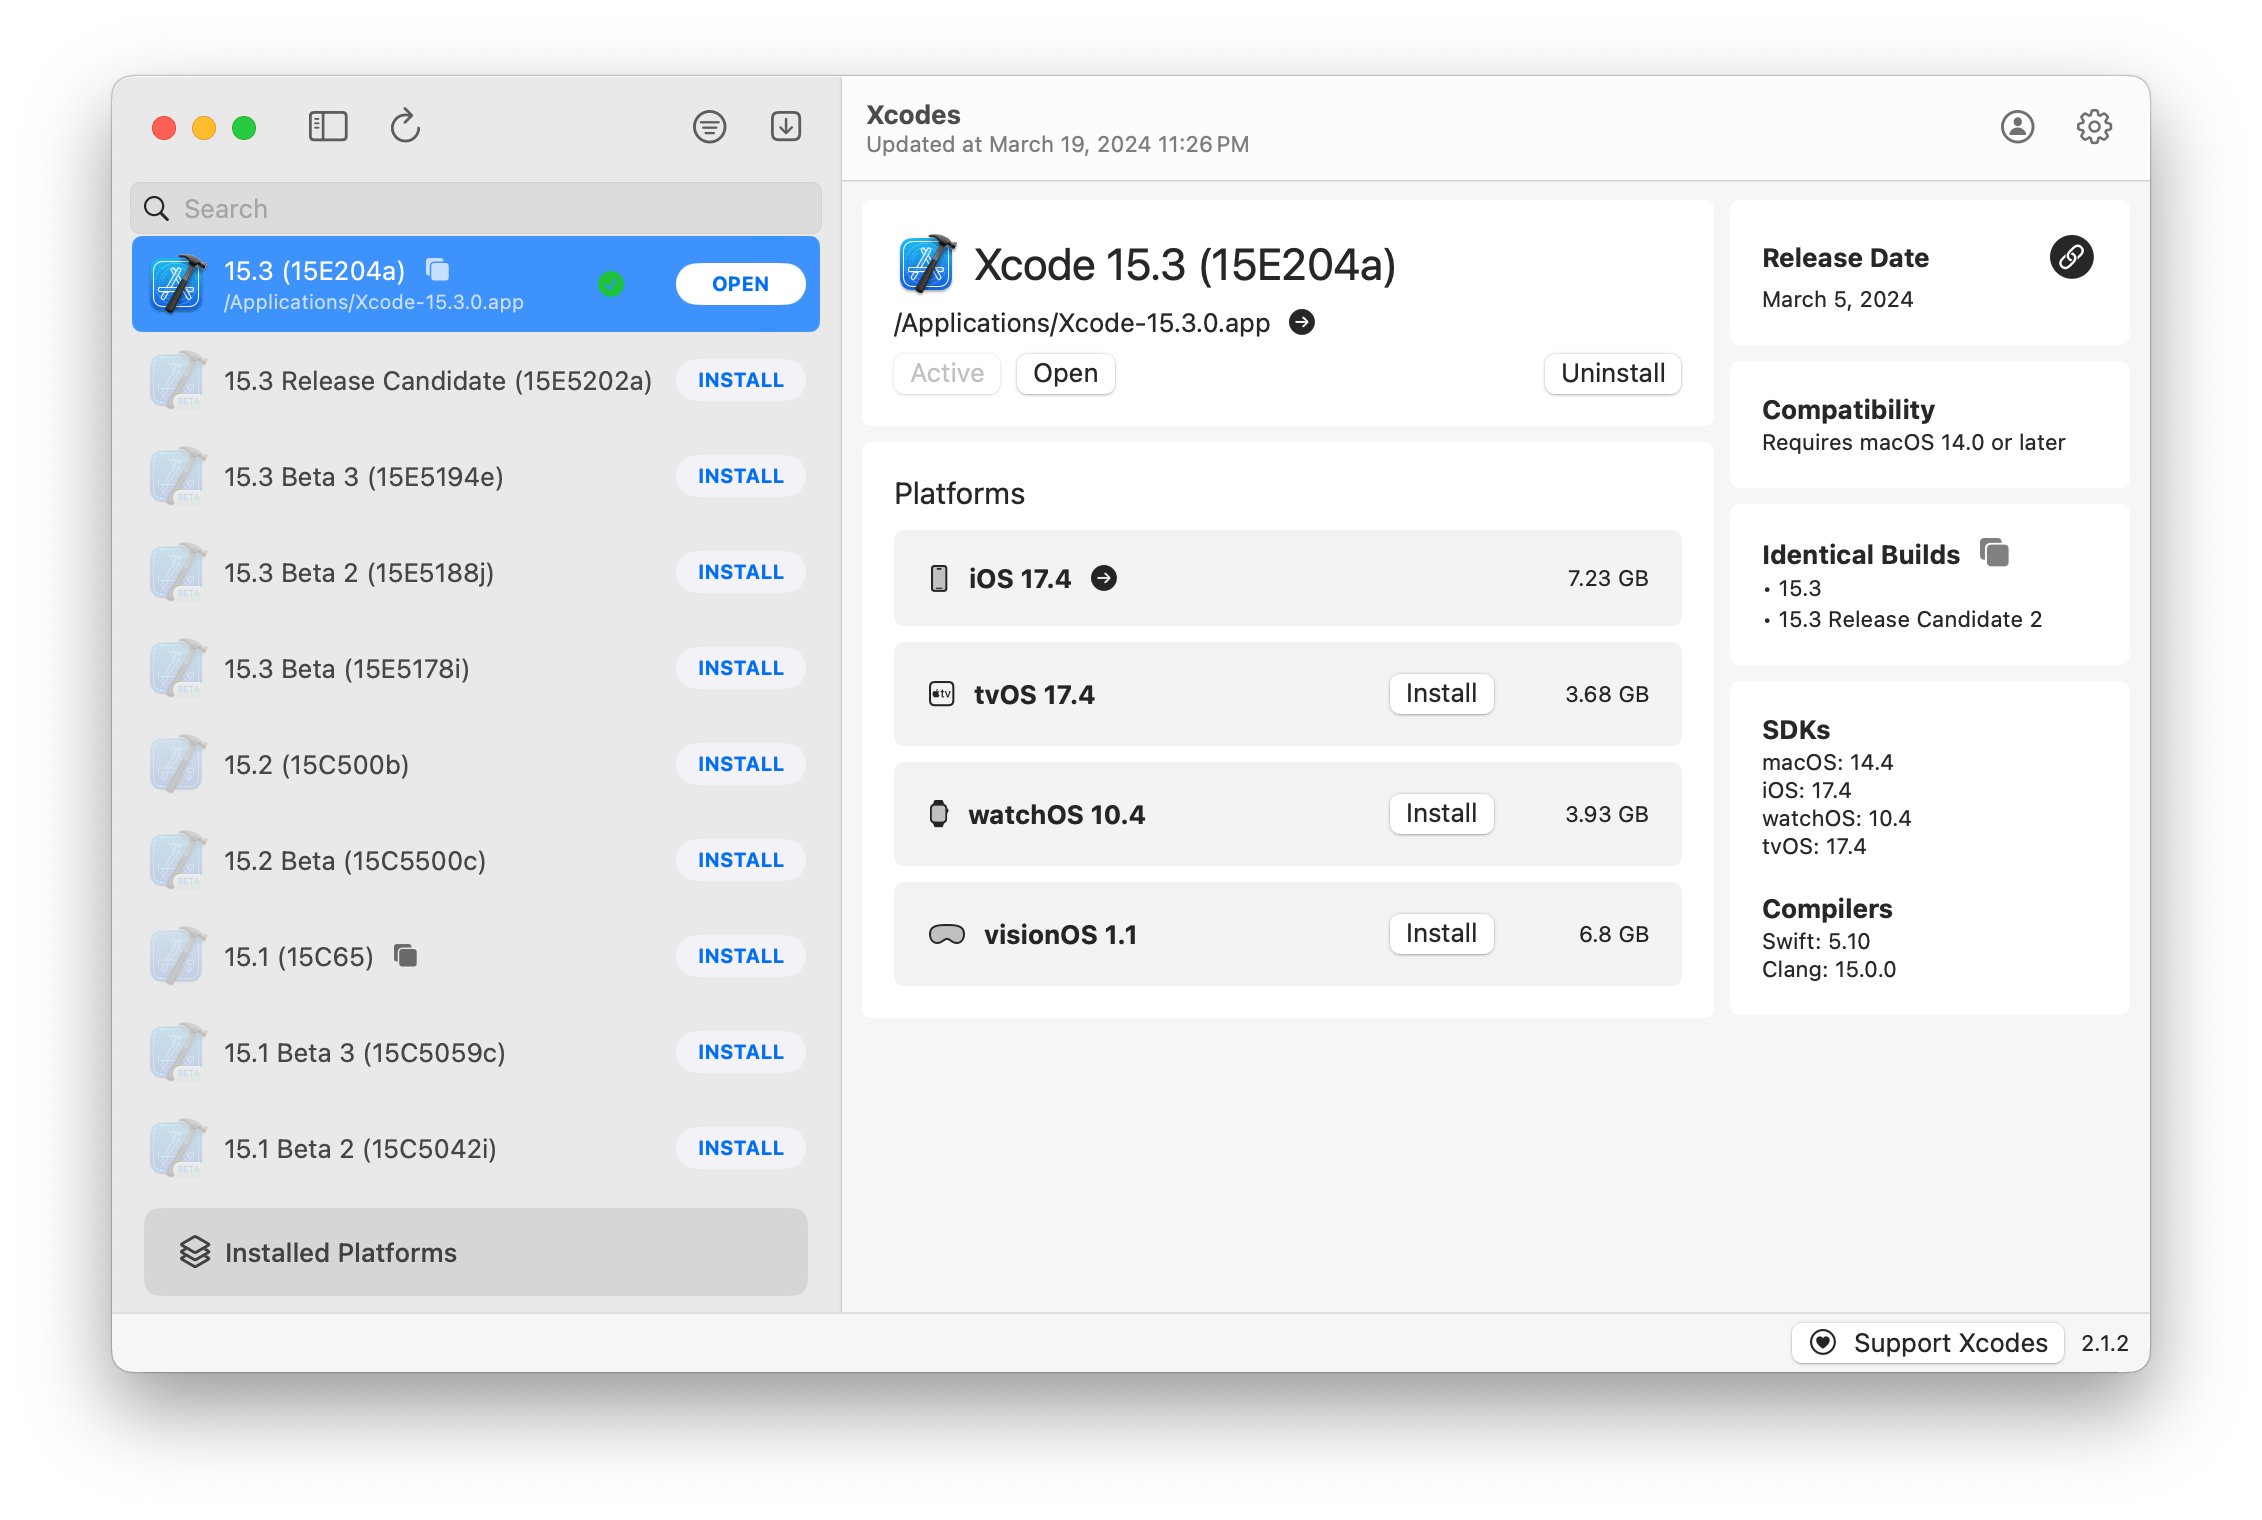 Search
15.3 (15E204a)
/Applications/Xcode-15.3.0.app
OPEN
15.3 Release Candidate (15E5202a)
INSTALL
BETA
15.3 Beta 3 (15E5194e)
INSTALL
BETA
15.3 Beta 2 (15E5188j)
INSTALL
BETA
15.3 Beta (15E5178i)
INSTALL
BETA
15.2 (15C500b)
INSTALL
15.2 Beta (15C5500c)
INSTALL
BETA
15.1 (15C65)
INSTALL
15.1 Beta 3 (15C5059c)
INSTALL
BETA
15.1 Beta 2 (15C5042i)
INSTALL
BETA
Installed Platforms
Xcodes
Updated at March 19, 2024 11:26 PM
Xcode 15.3 (15E204a)
/Applications/Xcode-15.3.0.app
Active Open Uninstall
Platforms
iOS 17.4 7.23 GB
tv tvOS 17.4 Install 3.68 GB
watchOS 10.4 Install 3.93 GB
visionOS 1.1 Install 6.8 GB
Release Date
March 5, 2024
Compatibility
Requires macOS 14.0 or later
Identical Builds
• 15.3
• 15.3 Release Candidate 2
SDKs
macOS: 14.4
iOS: 17.4
watchOS: 10.4
tvOS: 17.4
Compilers
Swift: 5.10
Clang: 15.0.0
Support Xcodes 2.1.2